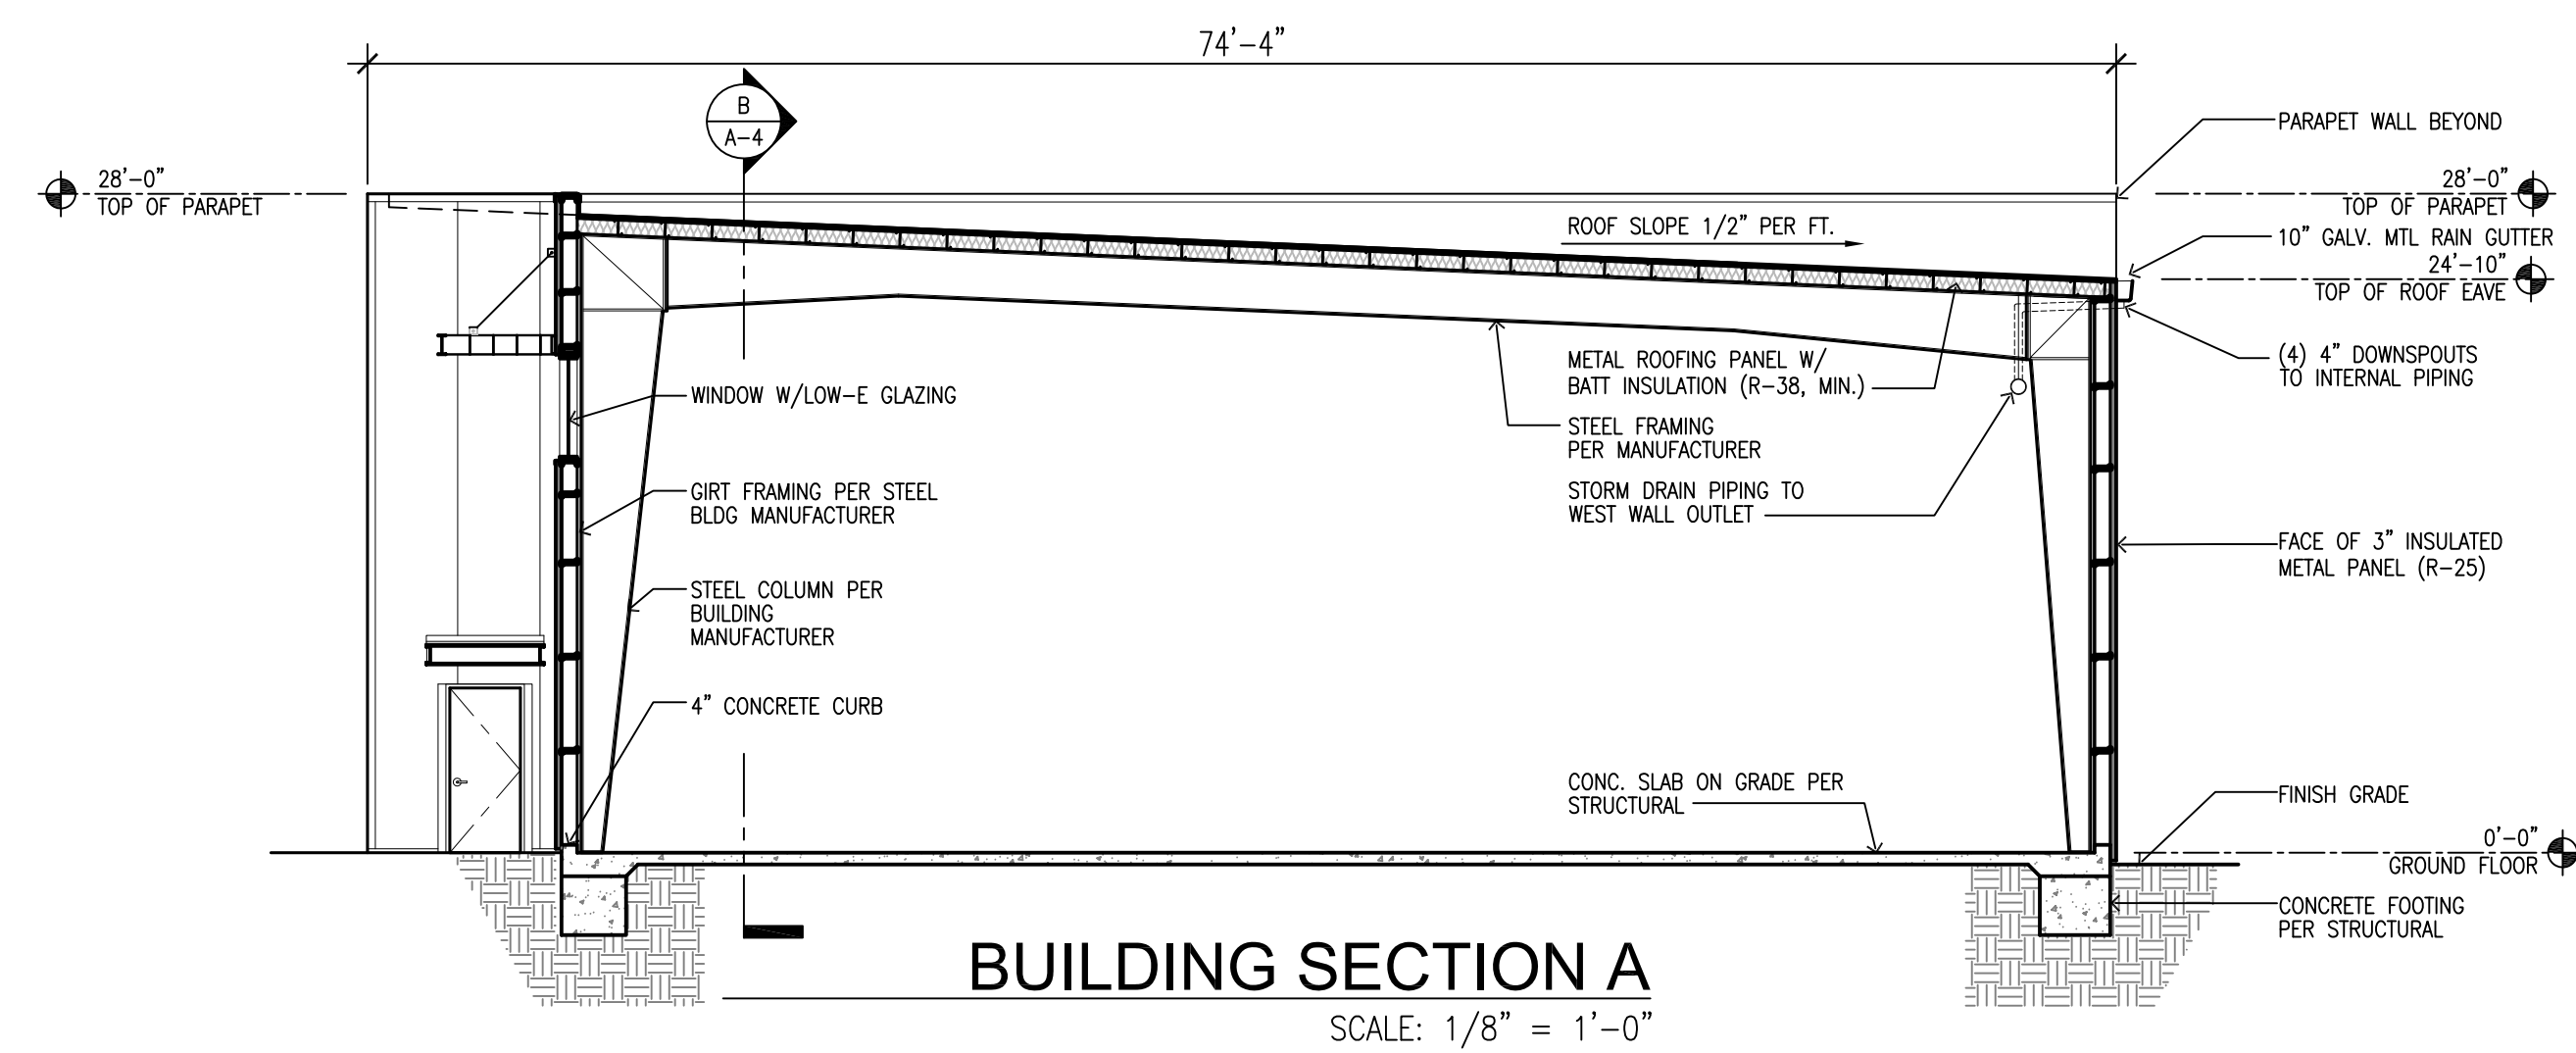 74'-4"
B
A-4
PARAPET WALL BEYOND
28'-0"
TOP OF PARAPET
28'-0"
TOP OF PARAPET
ROOF SLOPE 1/2" PER FT.
10" GALV. MTL RAIN GUTTER
24'-10"
TOP OF ROOF EAVE
METAL ROOFING PANEL W/
BATT INSULATION (R-38, MIN.)
(4) 4" DOWNSPOUTS
TO INTERNAL PIPING
WINDOW W/LOW-E GLAZING
STEEL FRAMING
PER MANUFACTURER
GIRT FRAMING PER STEEL
BLDG MANUFACTURER
STORM DRAIN PIPING TO
WEST WALL OUTLET
FACE OF 3" INSULATED
METAL PANEL (R-25)
STEEL COLUMN PER
BUILDING
MANUFACTURER
4" CONCRETE CURB
CONC. SLAB ON GRADE PER
STRUCTURAL
FINISH GRADE
0'-0"
GROUND FLOOR
CONCRETE FOOTING
PER STRUCTURAL
BUILDING SECTION A
SCALE: 1/8" = 1'-0"